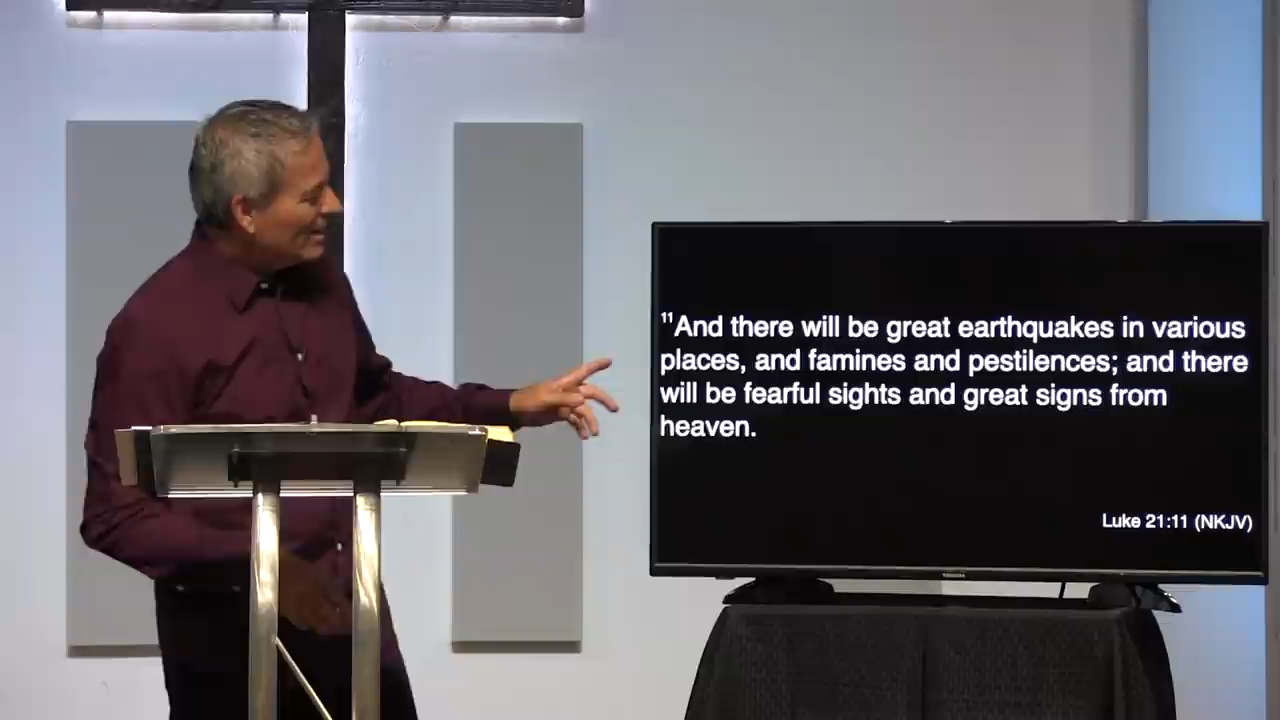 ¹¹And there will be great earthquakes in various
places, and famines and pestilences; and there
will be fearful sights and great signs from
heaven.
Luke 21:11 (NKJV)
TOSHIBA